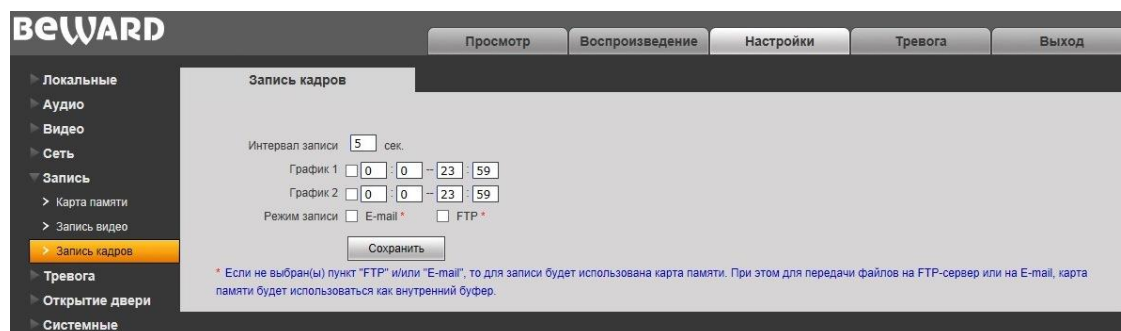 BEWARD
Просмотр Воспроизведение Настройки Тревога Выход
Локальные
Аудио
Видео
Сеть
Запись
> Карта памяти
> Запись видео
> Запись кадров
Тревога
Открытие двери
Системные
Запись кадров
Интервал записи 5 сек.
График 1 0 : 0 -- 23 : 59
График 2 0 : 0 -- 23 : 59
Режим записи E-mail * FTP *
Сохранить
* Если не выбран(ы) пункт "FTP" и/или "E-mail", то для записи будет использована карта памяти. При этом для передачи файлов на FTP-сервер или на E-mail, карта
памяти будет использоваться как внутренний буфер.